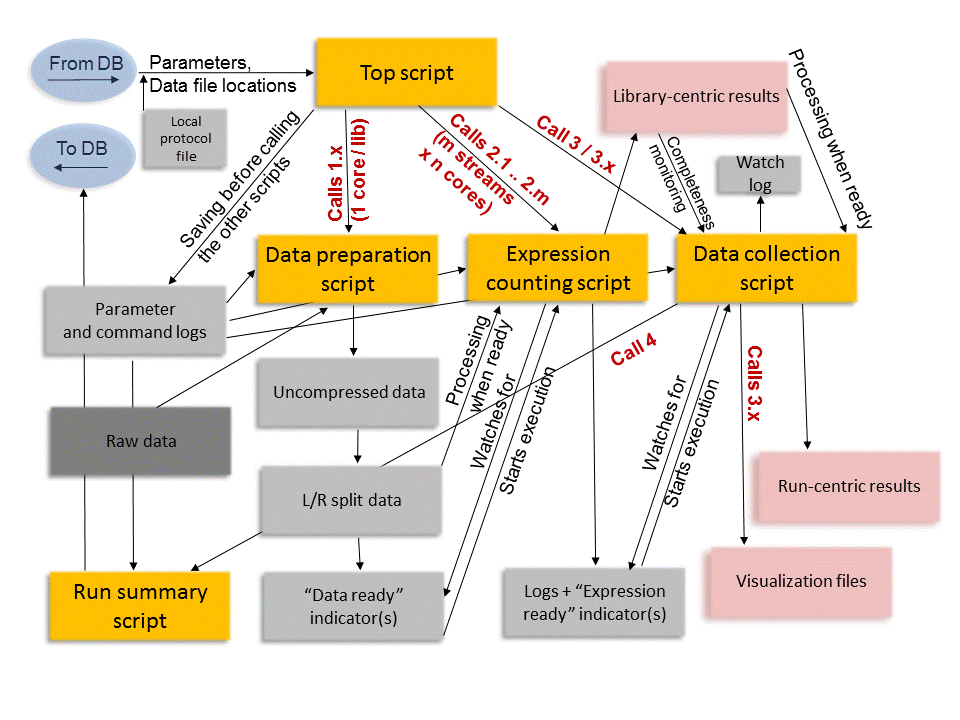 From DB
Parameters,
Data file locations
Top script
Local
protocol
file
To DB
Saving before calling
the other scripts
Calls 1.x
(1 core / lib)
Calls 2.1 .. 2.m
(m streams
x n cores)
Call 3 / 3.x
Library-centric results
Completeness
monitoring
Watch
log
Processing when ready
Data preparation
script
Expression
counting script
Data collection
script
Parameter
and command logs
Uncompressed data
Processing
when ready
Watches for
Starts execution
Call 4
Watches for
Starts execution
Calls 3.x
Raw data
L/R split data
Run-centric results
Run summary
script
“Data ready”
indicator(s)
Logs + “Expression
ready” indicator(s)
Visualization files